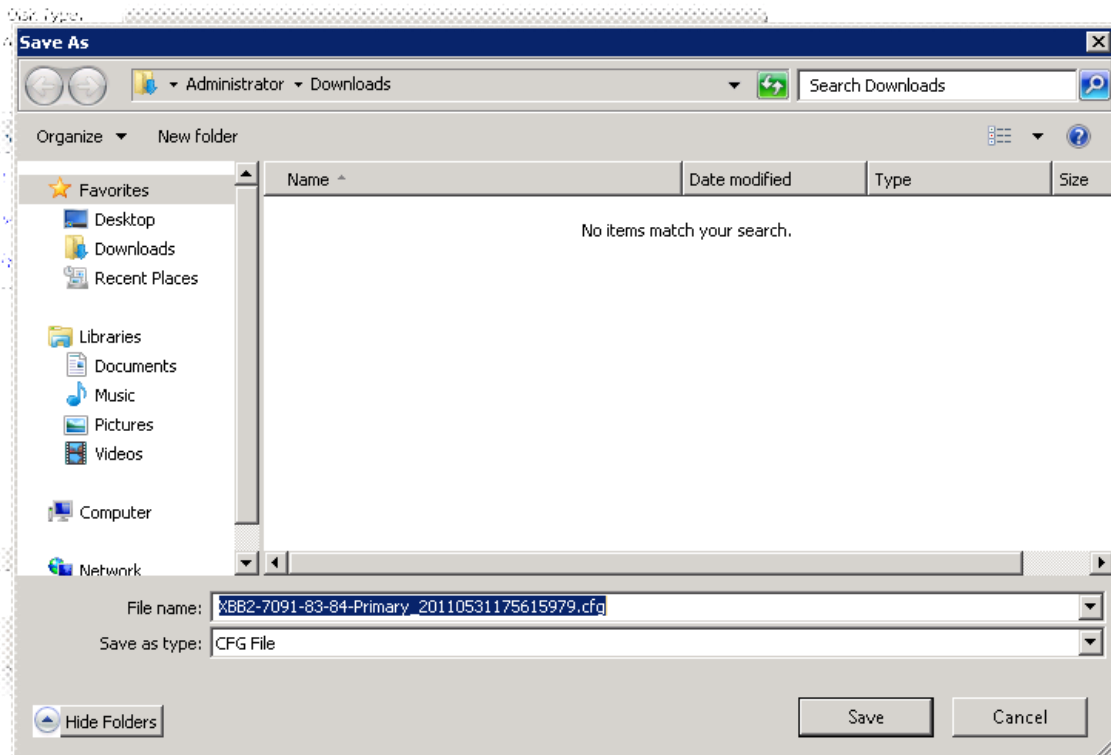 Disk Type:
Save As
Administrator Downloads
Search Downloads
Organize New folder
Name Date modified Type Size
Favorites
No items match your search.
Desktop
Downloads
Recent Places
Libraries
Documents
Music
Pictures
Videos
Computer
Network
File name: XBB2-7091-83-84-Primary_20110531175615979.cfg
Save as type: CFG File
Hide Folders Save Cancel